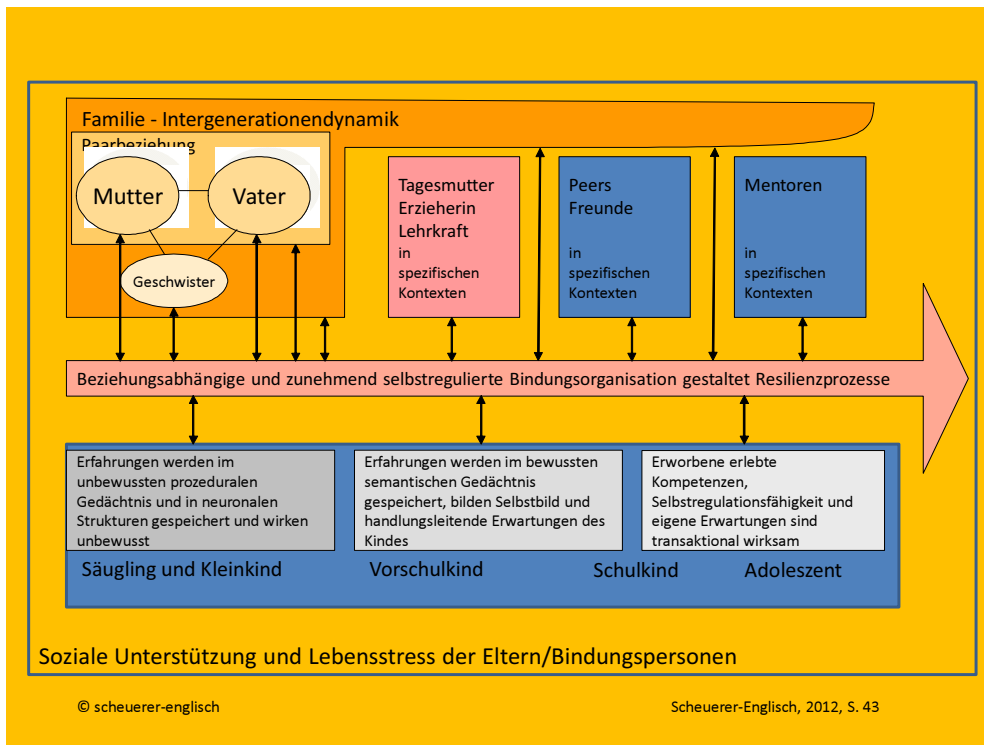 Familie - Intergenerationendynamik
Paarbeziehung
Mutter
Vater
Geschwister
Tagesmutter
Erzieherin
Lehrkraft
in
spezifischen
Kontexten
Peers
Freunde
in
spezifischen
Kontexten
Mentoren
in
spezifischen
Kontexten
Beziehungsabhängige und zunehmend selbstregulierte Bindungsorganisation gestaltet Resilienzprozesse
Erfahrungen werden im
unbewussten prozeduralen
Gedächtnis und in neuronalen
Strukturen gespeichert und wirken
unbewusst
Erfahrungen werden im bewussten
semantischen Gedächtnis
gespeichert, bilden Selbstbild und
handlungsleitende Erwartungen des
Kindes
Erworbene erlebte
Kompetenzen,
Selbstregulationsfähigkeit und
eigene Erwartungen sind
transaktional wirksam
Säugling und Kleinkind
Vorschulkind
Schulkind
Adoleszent
Soziale Unterstützung und Lebensstress der Eltern/Bindungspersonen
© scheuerer-englisch
Scheuerer-Englisch, 2012, S. 43